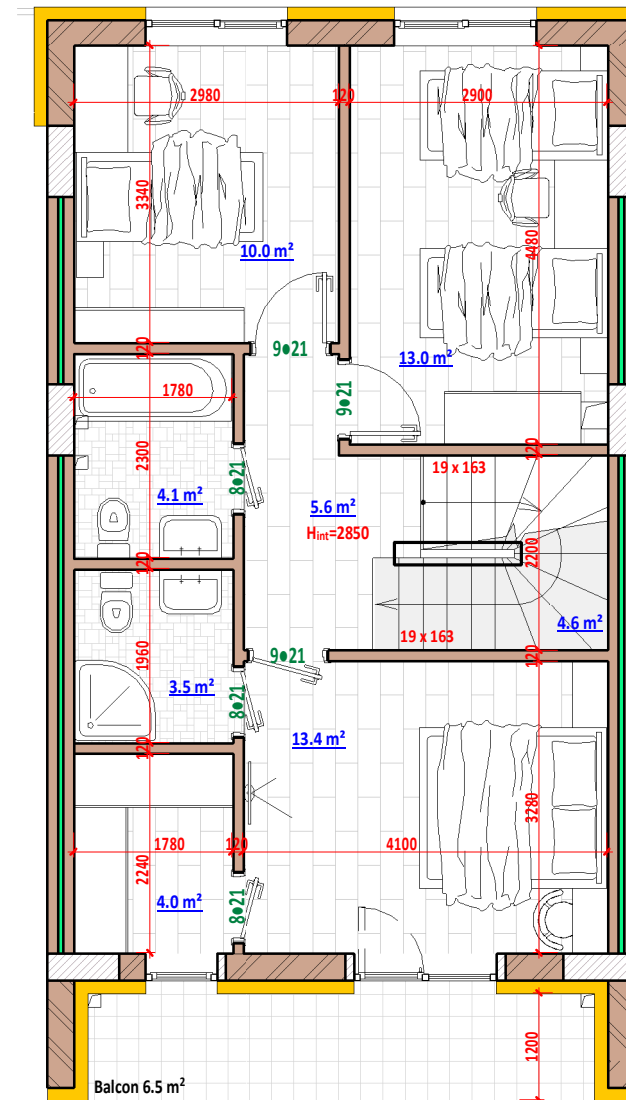 2980
120
2900
3340
4480
10.0 m²
13.0 m²
120
9●21
9●21
1780
2300
8●21
4.1 m²
120
19 x 163
5.6 m²
Hint=2850
2200
120
19 x 163
4.6 m²
1960
9●21
120
3.5 m²
8●21
13.4 m²
120
3280
1780
120
4100
2240
4.0 m²
8●21
1200
Balcon 6.5 m²